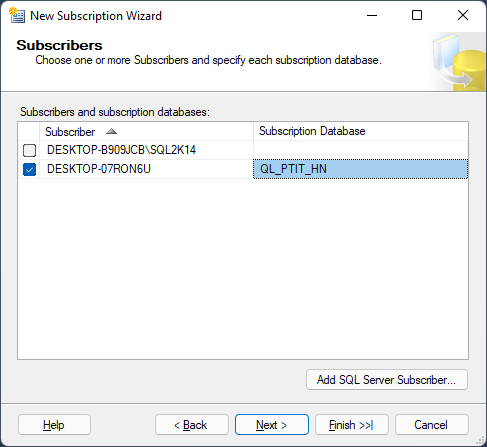 New Subscription Wizard
Subscribers
Choose one or more Subscribers and specify each subscription database.
Subscribers and subscription databases:
Subscriber Subscription Database
DESKTOP-B909JCB\SQL2K14
DESKTOP-07RON6U QL_PTIT_HN
Add SQL Server Subscriber...
Help < Back Next > Finish >>| Cancel